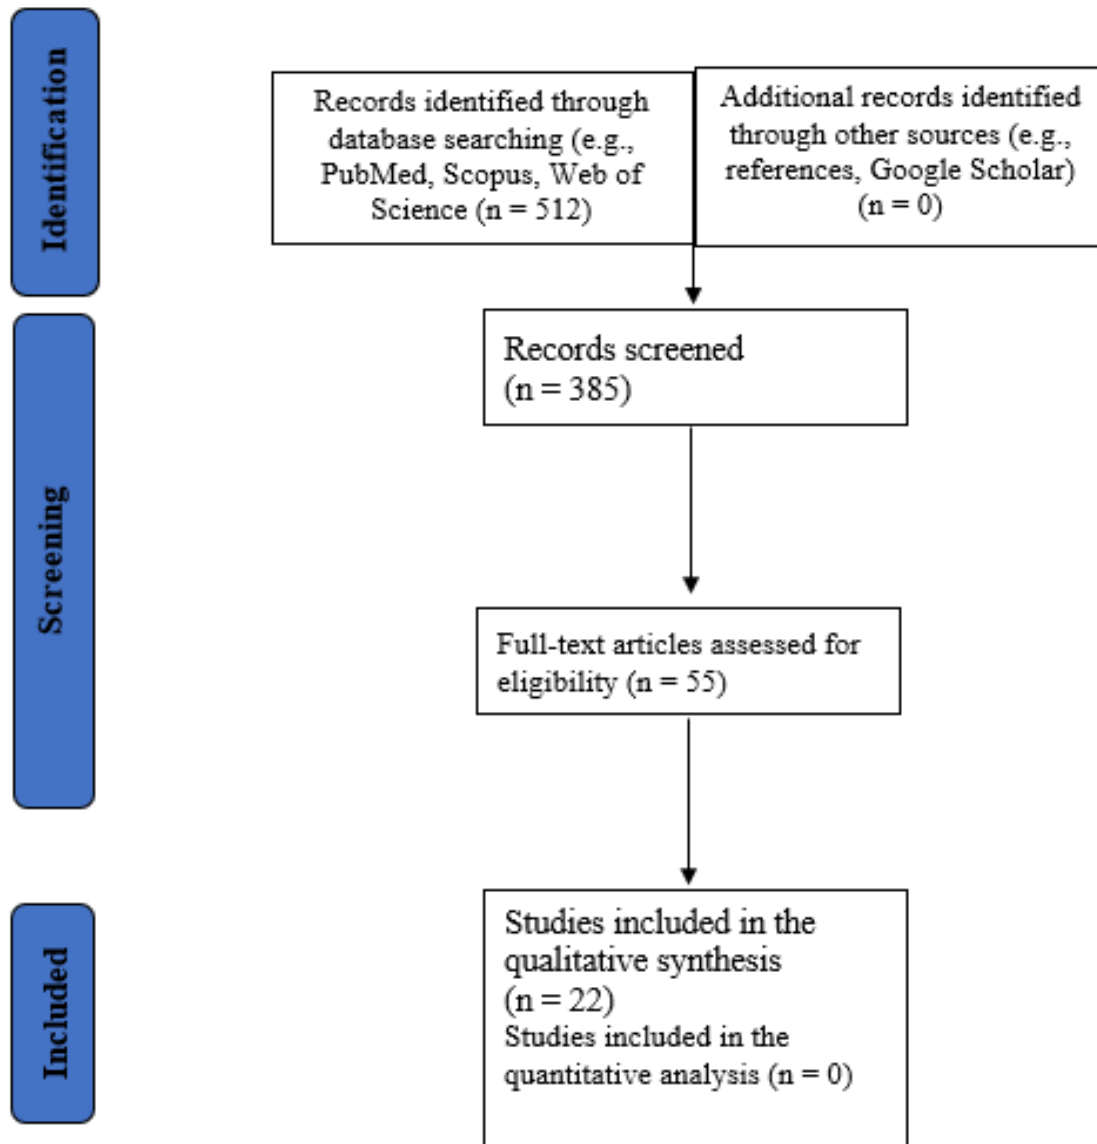 Identification
Records identified through
database searching (e.g.,
PubMed, Scopus, Web of
Science (n = 512)
Additional records identified
through other sources (e.g.,
references, Google Scholar)
(n = 0)
Screening
Records screened
(n = 385)
Full-text articles assessed for
eligibility (n = 55)
Included
Studies included in the
qualitative synthesis
(n = 22)
Studies included in the
quantitative analysis (n = 0)